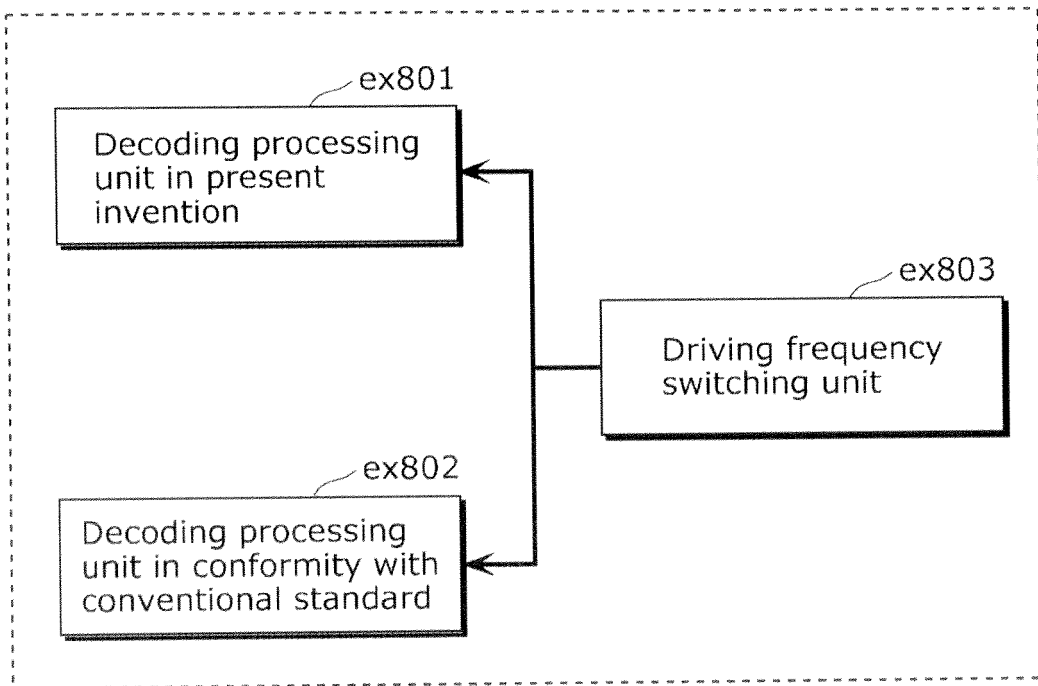 ex801
Decoding processing
unit in present
invention
ex803
Driving frequency
switching unit
ex802
Decoding processing
unit in conformity with
conventional standard